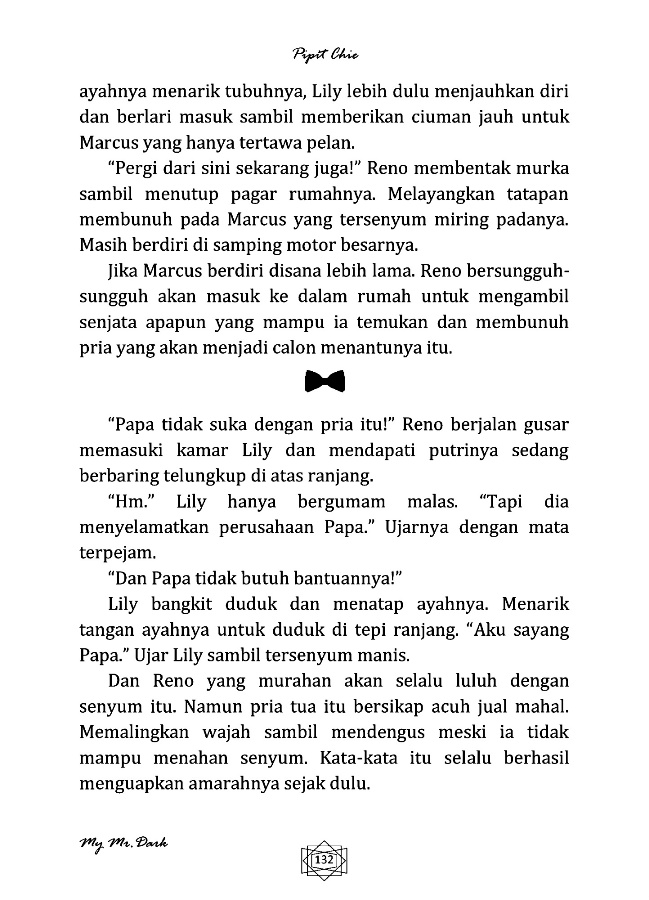 Pipit Chie
ayahnya menarik tubuhnya, Lily lebih dulu menjauhkan diri
dan berlari masuk sambil memberikan ciuman jauh untuk
Marcus yang hanya tertawa pelan.
“Pergi dari sini sekarang juga!” Reno membentak murka
sambil menutup pagar rumahnya. Melayangkan tatapan
membunuh pada Marcus yang tersenyum miring padanya.
Masih berdiri di samping motor besarnya.
Jika Marcus berdiri disana lebih lama. Reno bersungguh-
sungguh akan masuk ke dalam rumah untuk mengambil
senjata apapun yang mampu ia temukan dan membunuh
pria yang akan menjadi calon menantunya itu.
“Papa tidak suka dengan pria itu!” Reno berjalan gusar
memasuki kamar Lily dan mendapati putrinya sedang
berbaring telungkup di atas ranjang.
“Hm.” Lily hanya bergumam malas. “Tapi dia
menyelamatkan perusahaan Papa.” Ujarnya dengan mata
terpejam.
“Dan Papa tidak butuh bantuannya!”
Lily bangkit duduk dan menatap ayahnya. Menarik
tangan ayahnya untuk duduk di tepi ranjang. “Aku sayang
Papa.” Ujar Lily sambil tersenyum manis.
Dan Reno yang murahan akan selalu luluh dengan
senyum itu. Namun pria tua itu bersikap acuh jual mahal.
Memalingkan wajah sambil mendengus meski ia tidak
mampu menahan senyum. Kata-kata itu selalu berhasil
menguapkan amarahnya sejak dulu.
My Mr. Dark
132